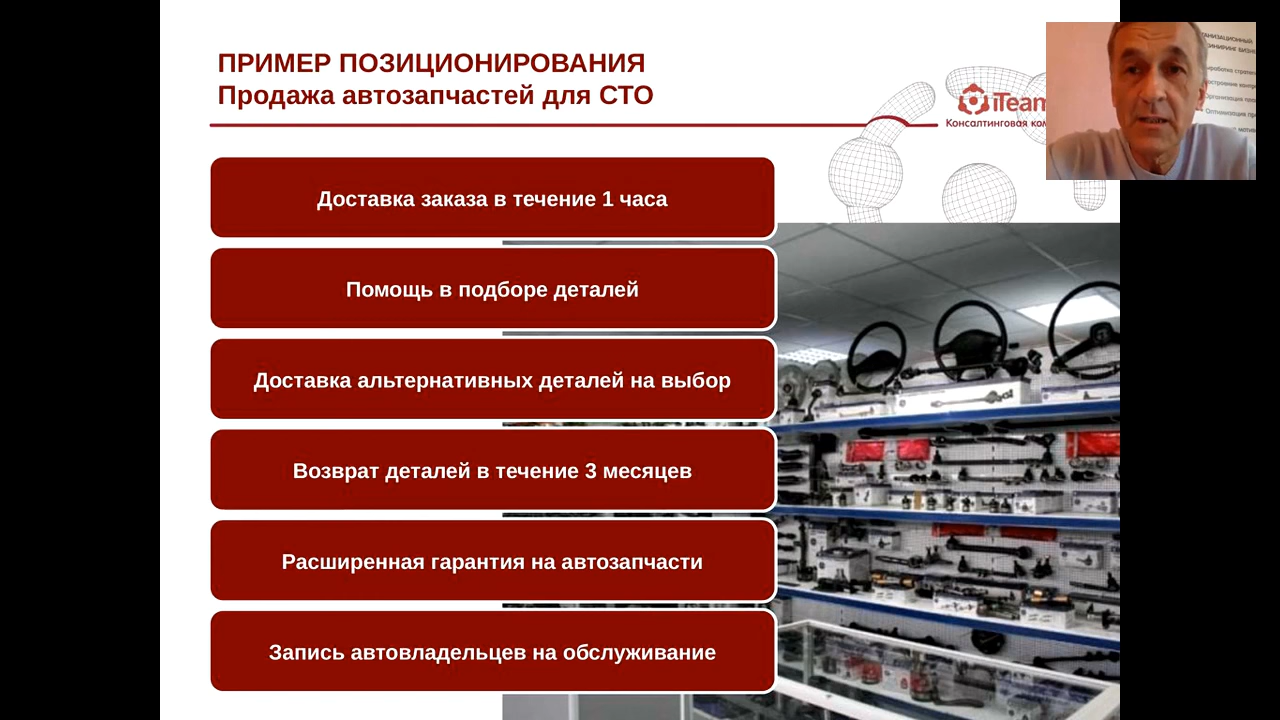 ПРИМЕР ПОЗИЦИОНИРОВАНИЯ
Продажа автозапчастей для СТО
iTeam
Консалтинговая
Доставка заказа в течение 1 часа
Помощь в подборе деталей
Доставка альтернативных деталей на выбор
Возврат деталей в течение 3 месяцев
Расширенная гарантия на автозапчасти
Запись автовладельцев на обслуживание